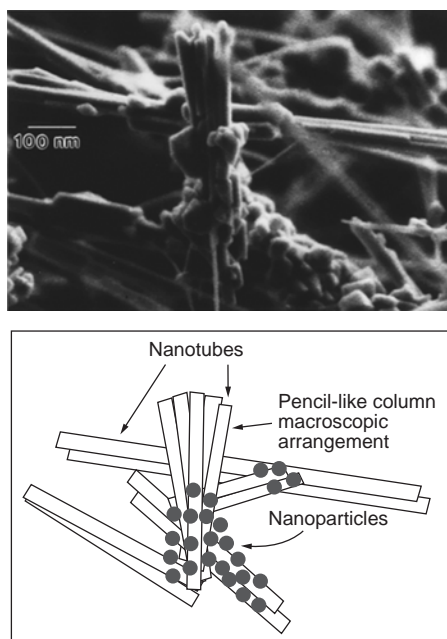 100 nm
Nanotubes
Pencil-like column
macroscopic
arrangement
Nanoparticles